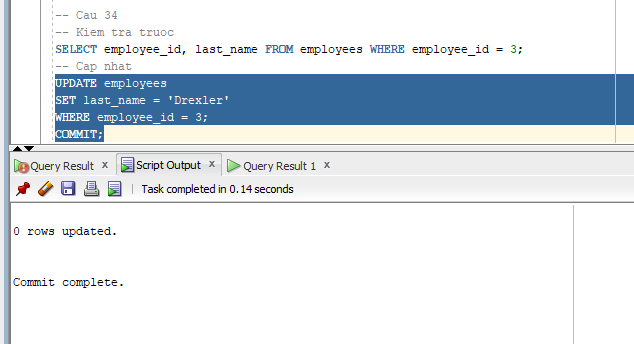 -- Cau 34
-- Kiem tra truoc
SELECT employee_id, last_name FROM employees WHERE employee_id = 3;
-- Cap nhat
UPDATE employees
SET last_name = 'Drexler'
WHERE employee_id = 3;
COMMIT;
Query Result x Script Output x Query Result 1 x
Task completed in 0.14 seconds
0 rows updated.
Commit complete.